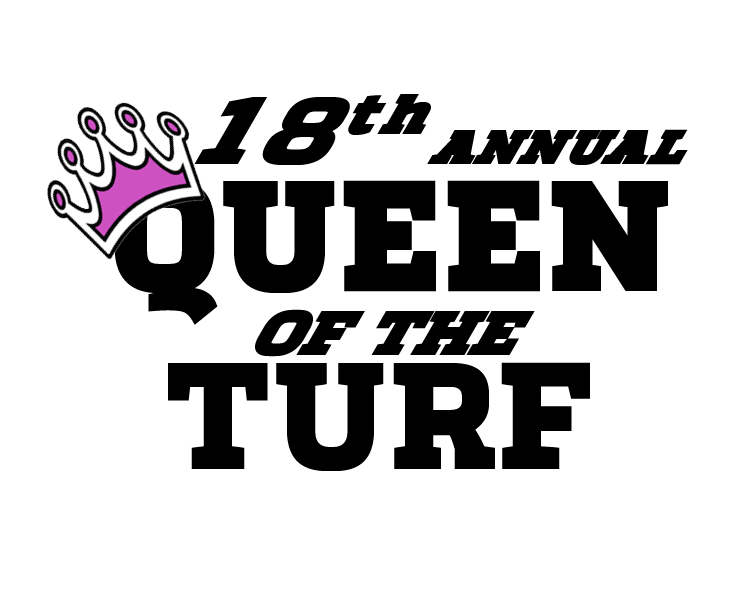 18th ANNUAL
QUEEN
OF THE
TURF